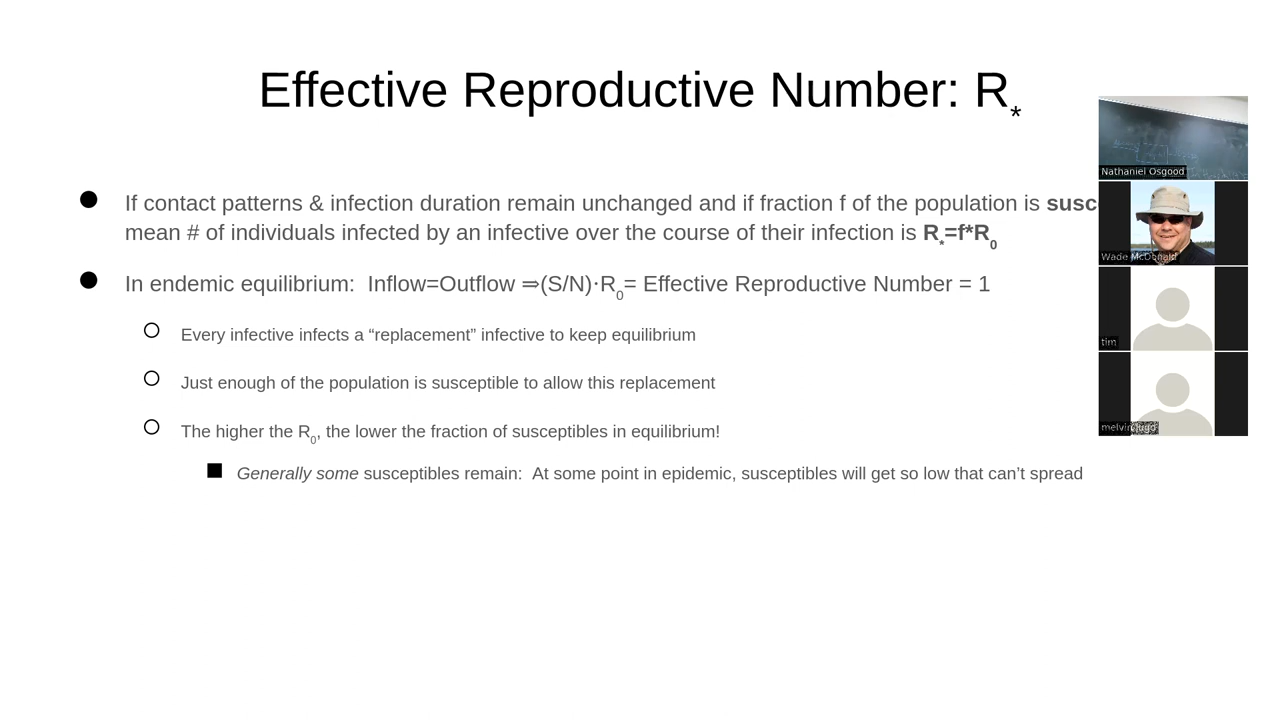 Effective Reproductive Number: R*
If contact patterns & infection duration remain unchanged and if fraction f of the population is
mean # of individuals infected by an infective over the course of their infection is R*=f*R0
In endemic equilibrium: Inflow=Outflow ⇒(S/N)·R0= Effective Reproductive Number = 1
Every infective infects a “replacement” infective to keep equilibrium
Just enough of the population is susceptible to allow this replacement
The higher the R0, the lower the fraction of susceptibles in equilibrium!
Generally some susceptibles remain: At some point in epidemic, susceptibles will get so low that can’t spread
Nathaniel Osgood
Wade McDonald
tim